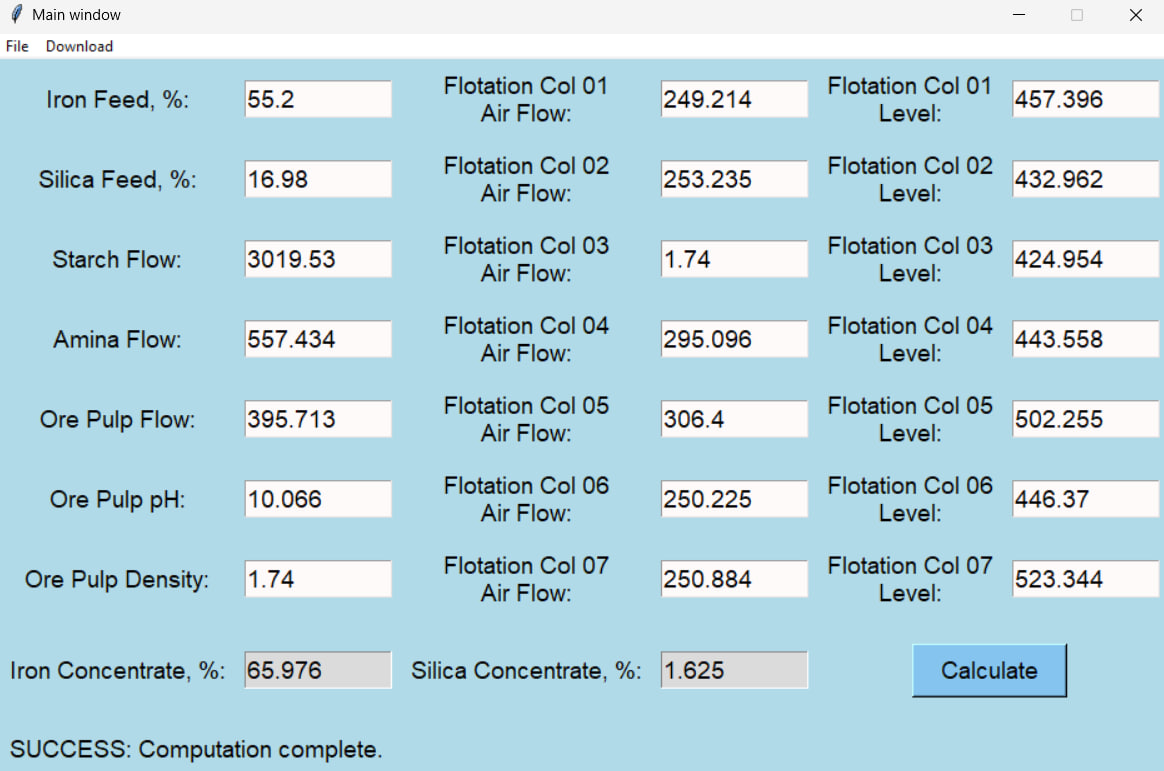 Main window
File Download
Iron Feed, %: 55.2 Flotation Col 01 Air Flow: 249.214 Flotation Col 01 Level: 457.396
Silica Feed, %: 16.98 Flotation Col 02 Air Flow: 253.235 Flotation Col 02 Level: 432.962
Starch Flow: 3019.53 Flotation Col 03 Air Flow: 1.74 Flotation Col 03 Level: 424.954
Amina Flow: 557.434 Flotation Col 04 Air Flow: 295.096 Flotation Col 04 Level: 443.558
Ore Pulp Flow: 395.713 Flotation Col 05 Air Flow: 306.4 Flotation Col 05 Level: 502.255
Ore Pulp pH: 10.066 Flotation Col 06 Air Flow: 250.225 Flotation Col 06 Level: 446.37
Ore Pulp Density: 1.74 Flotation Col 07 Air Flow: 250.884 Flotation Col 07 Level: 523.344
Iron Concentrate, %: 65.976 Silica Concentrate, %: 1.625 Calculate
SUCCESS: Computation complete.